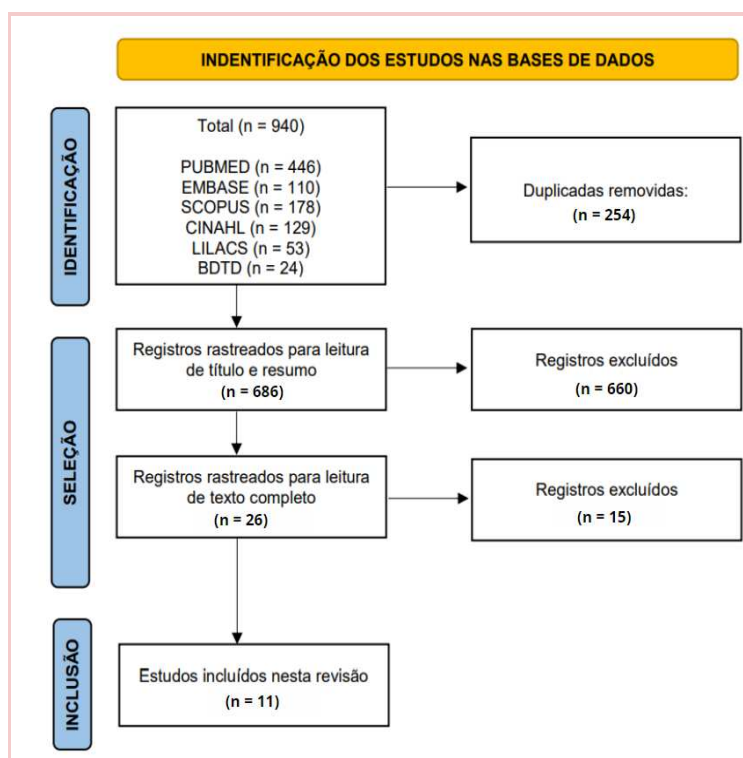 INDENTIFICAÇÃO DOS ESTUDOS NAS BASES DE DADOS
IDENTIFICAÇÃO
Total (n = 940)
PUBMED (n = 446)
EMBASE (n = 110)
SCOPUS (n = 178)
CINAHL (n = 129)
LILACS (n = 53)
BDTD (n = 24)
Duplicadas removidas:
(n = 254)
SELEÇÃO
Registros rastreados para leitura
de título e resumo
(n = 686)
Registros excluídos
(n = 660)
Registros rastreados para leitura
de texto completo
(n = 26)
Registros excluídos
(n = 15)
INCLUSÃO
Estudos incluídos nesta revisão
(n = 11)